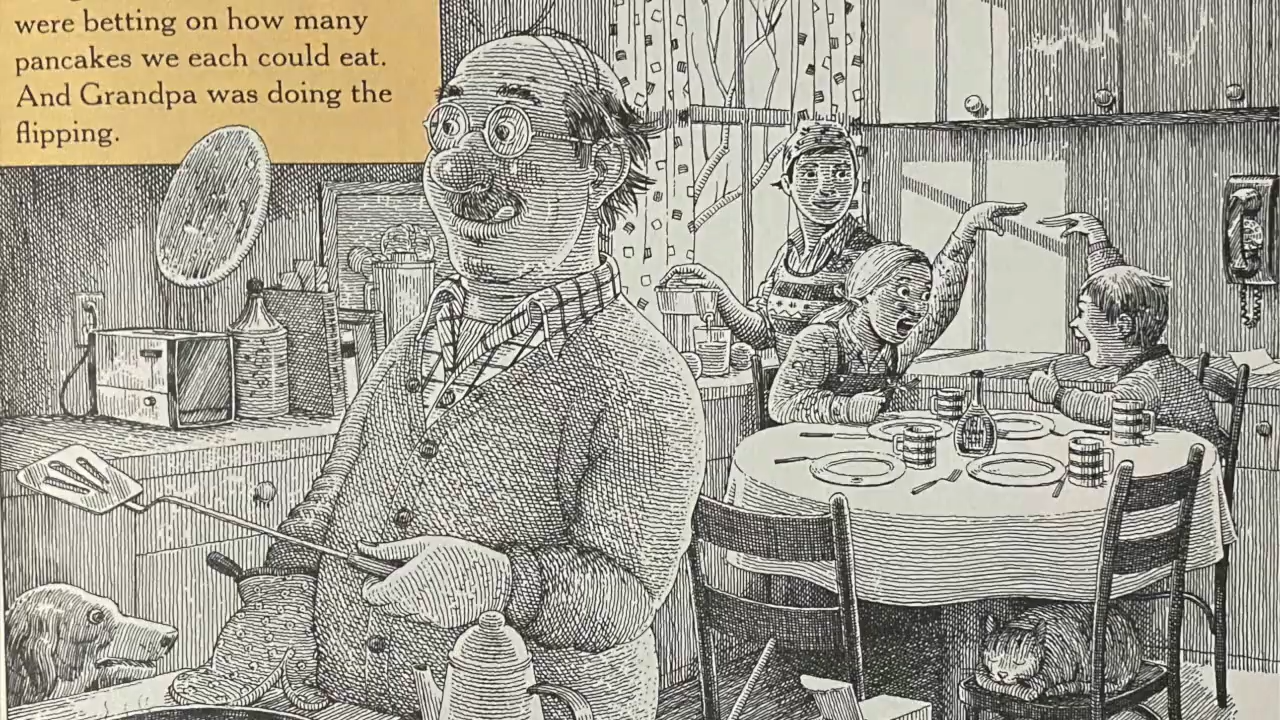 were betting on how many
pancakes we each could eat.
And Grandpa was doing the
flipping.